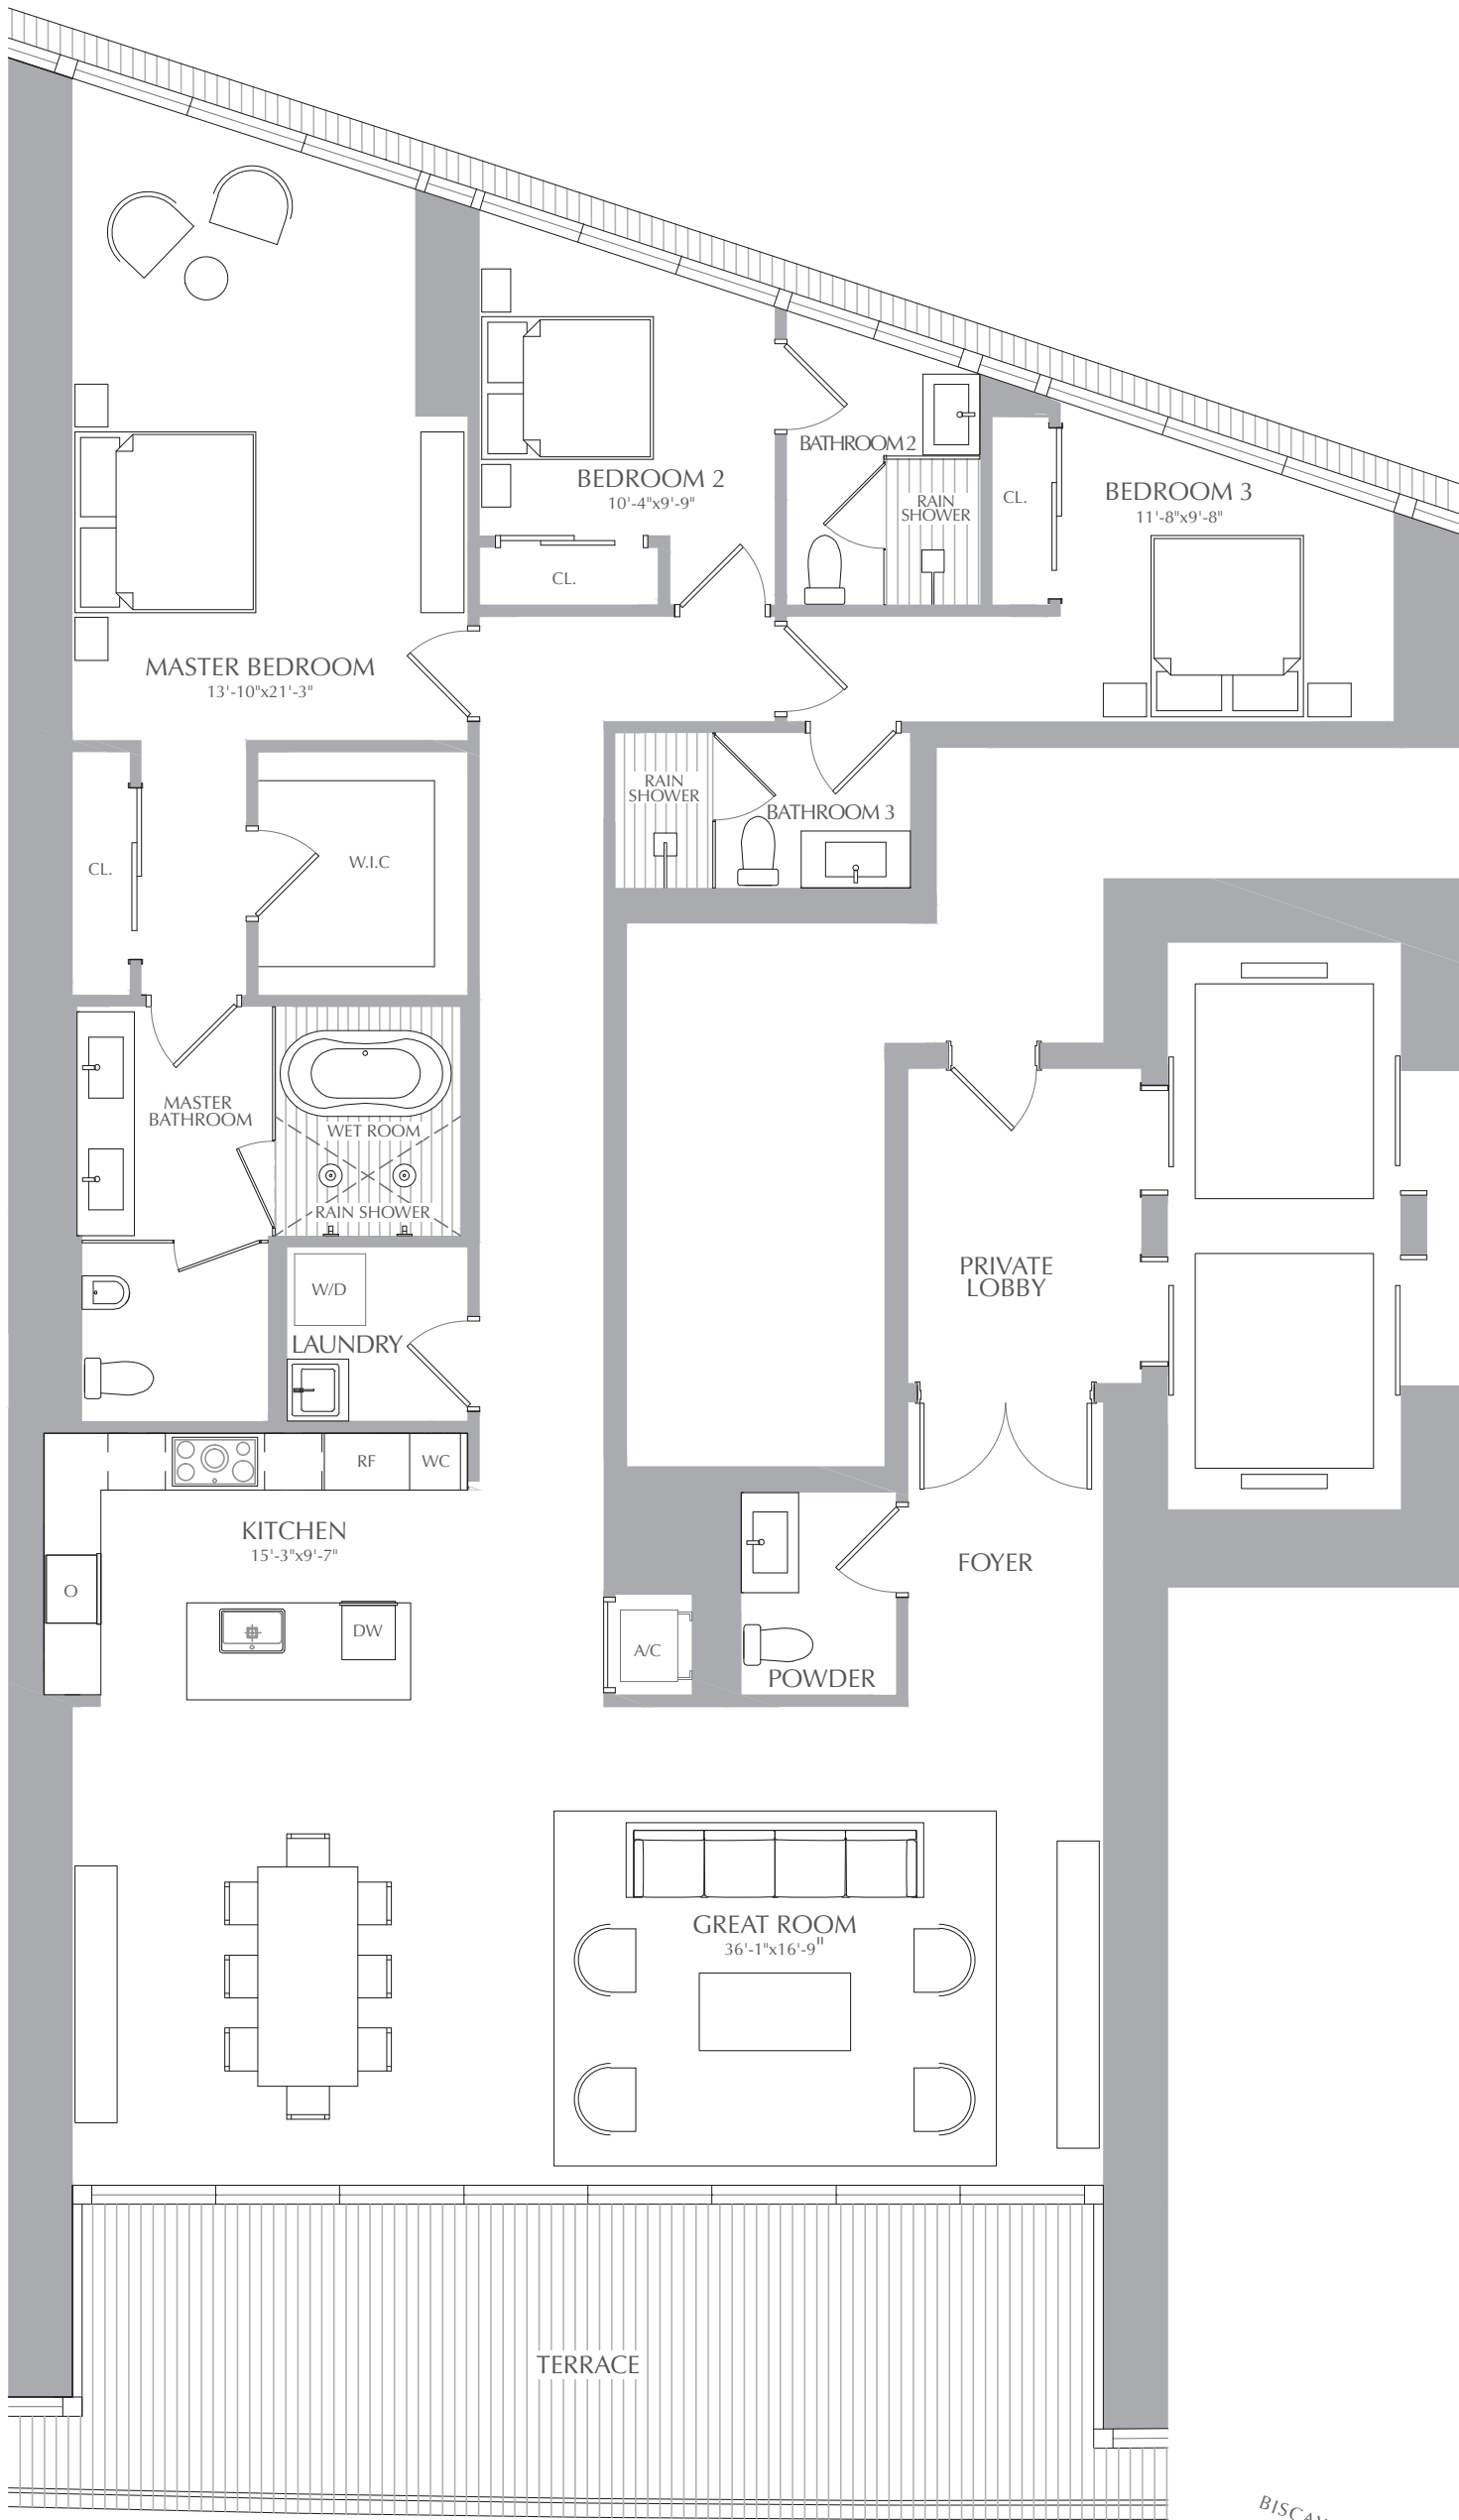 BATHROOM 2
BEDROOM 2
10'-4"x9'-9"
CL.
RAIN
SHOWER
CL.
BEDROOM 3
11'-8"x9'-8"
MASTER BEDROOM
13'-10"x21'-3"
RAIN
SHOWER
BATHROOM 3
CL.
W.I.C
MASTER
BATHROOM
WET ROOM
RAIN SHOWER
W/D
LAUNDRY
PRIVATE
LOBBY
RF
WC
KITCHEN
15'-3"x9'-7"
O
DW
A/C
POWDER
FOYER
GREAT ROOM
36'-1"x16'-9"
TERRACE